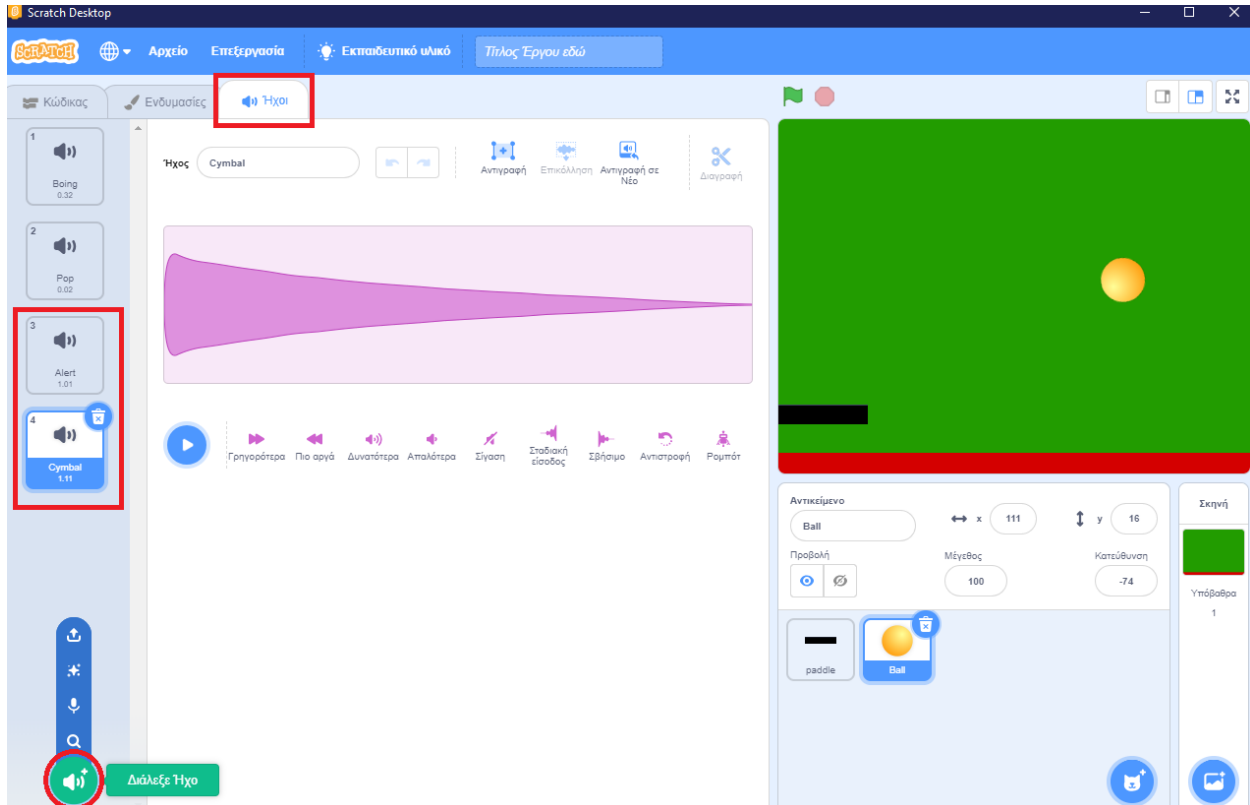 Scratch Desktop
SCRATCH
Αρχείο
Επεξεργασία
Εκπαιδευτικό υλικό
Τίτλος Έργου εδώ
Κώδικας
Ενδυμασίες
Ήχοι
1
Boing
0.32
2
Pop
0.02
3
Alert
1.01
4
Cymbal
1.11
Ήχος
Cymbal
Αντιγραφή
Επικόλληση
Αντιγραφή σε
Νέο
Διαγραφή
Γρηγορότερα
Πιο αργά
Δυνατότερα
Απαλότερα
Σίγαση
Σταδιακή
είσοδος
Σβήσιμο
Αντιστροφή
Ρομπότ
Διάλεξε Ήχο
Αντικείμενο
Ball
x 111
y 16
Προβολή
Μέγεθος
100
Κατεύθυνση
-74
paddle
Ball
Σκηνή
Υπόβαθρα
1